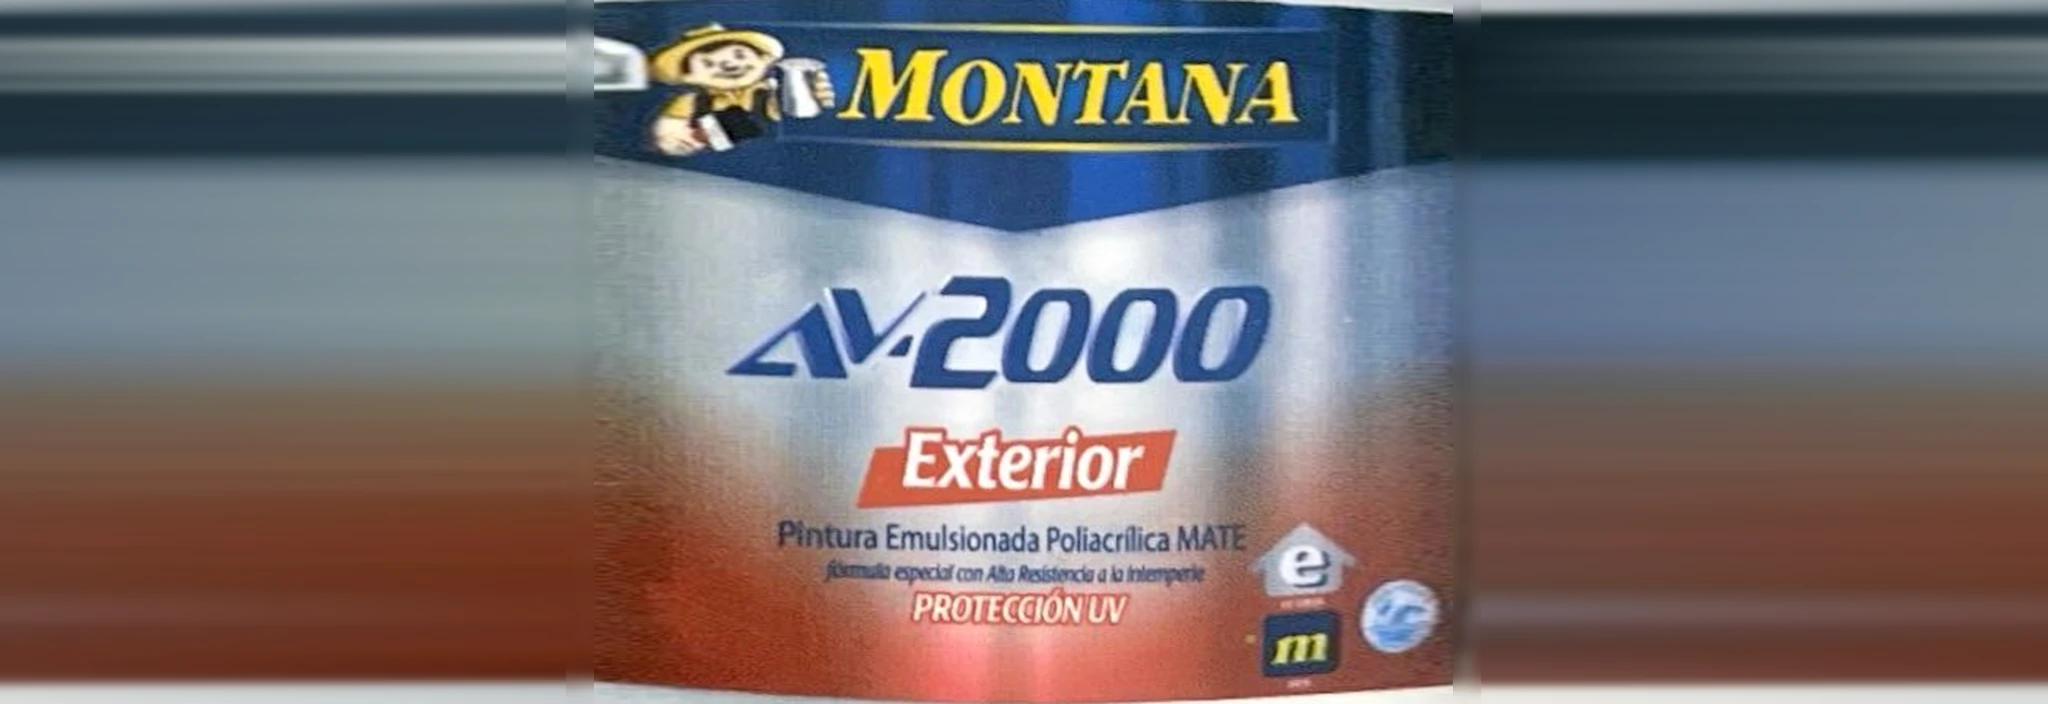 MONTANA
AV-2000
Exterior
Pintura Emulsionada Poliacrílica MATE
fórmula especial con Alta Resistencia a la Intemperie
PROTECCIÓN UV
e
m